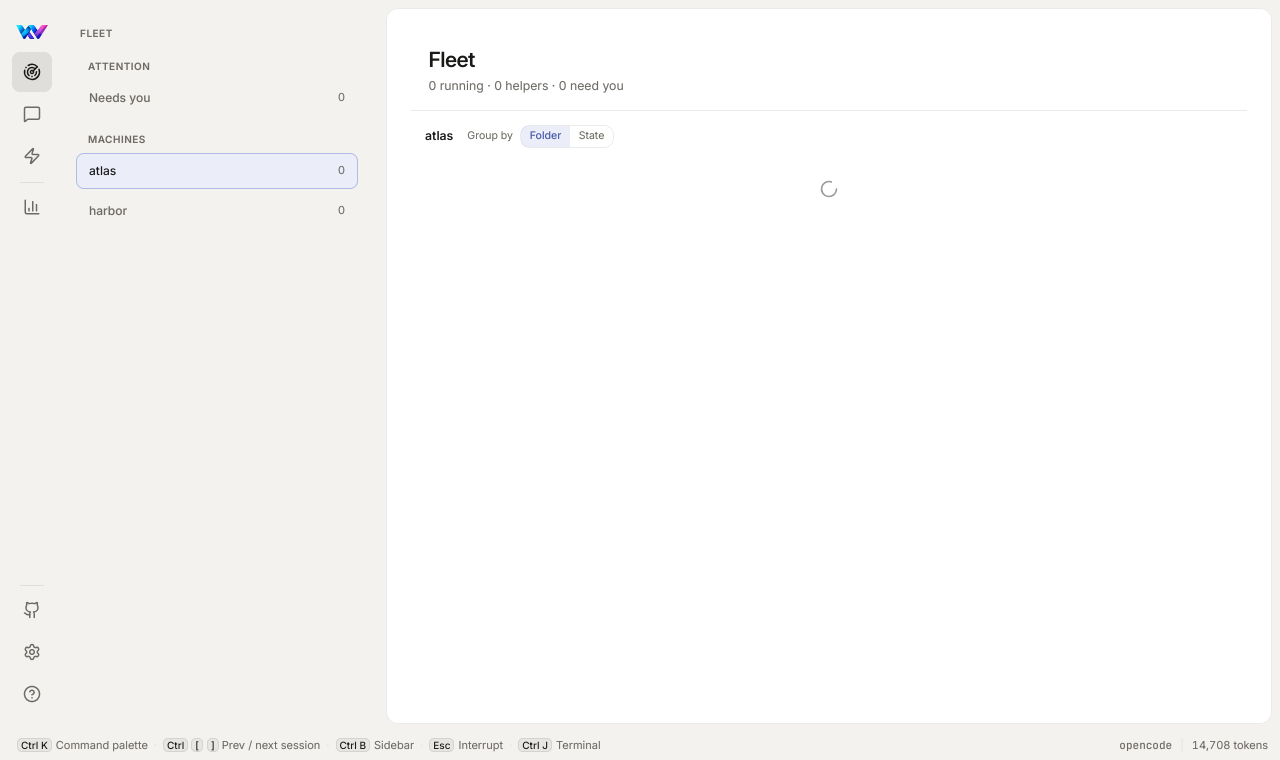 FLEET
ATTENTION
Needs you 0
MACHINES
atlas 0
harbor 0
Fleet
0 running · 0 helpers · 0 need you
atlas Group by Folder State
Ctrl K Command palette Ctrl [ ] Prev / next session Ctrl B Sidebar Esc Interrupt Ctrl J Terminal
opencode 14,708 tokens